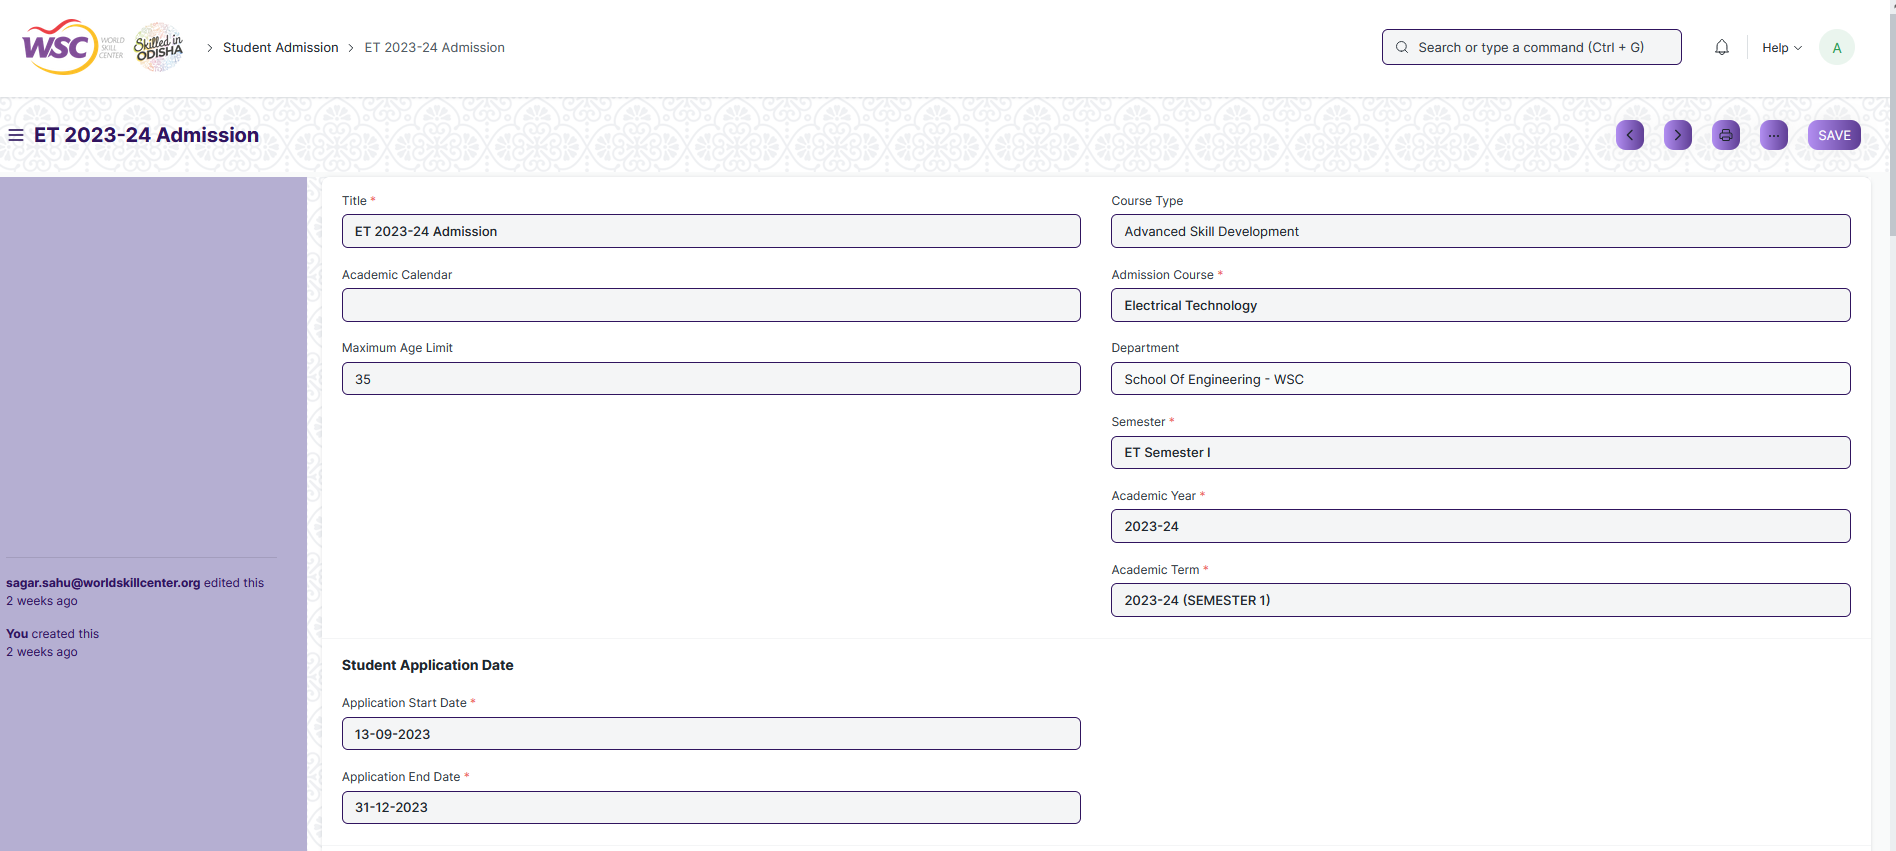 WSC WORLD SKILL CENTER
Skilled in ODISHA
Student Admission
ET 2023-24 Admission
Search or type a command (Ctrl + G)
Help
A
ET 2023-24 Admission
SAVE
Title *
ET 2023-24 Admission
Course Type
Advanced Skill Development
Academic Calendar
Admission Course *
Electrical Technology
Maximum Age Limit
35
Department
School Of Engineering - WSC
Semester *
ET Semester I
Academic Year *
2023-24
Academic Term *
2023-24 (SEMESTER 1)
sagar.sahu@worldskillcenter.org edited this
2 weeks ago
You created this
2 weeks ago
Student Application Date
Application Start Date *
13-09-2023
Application End Date *
31-12-2023